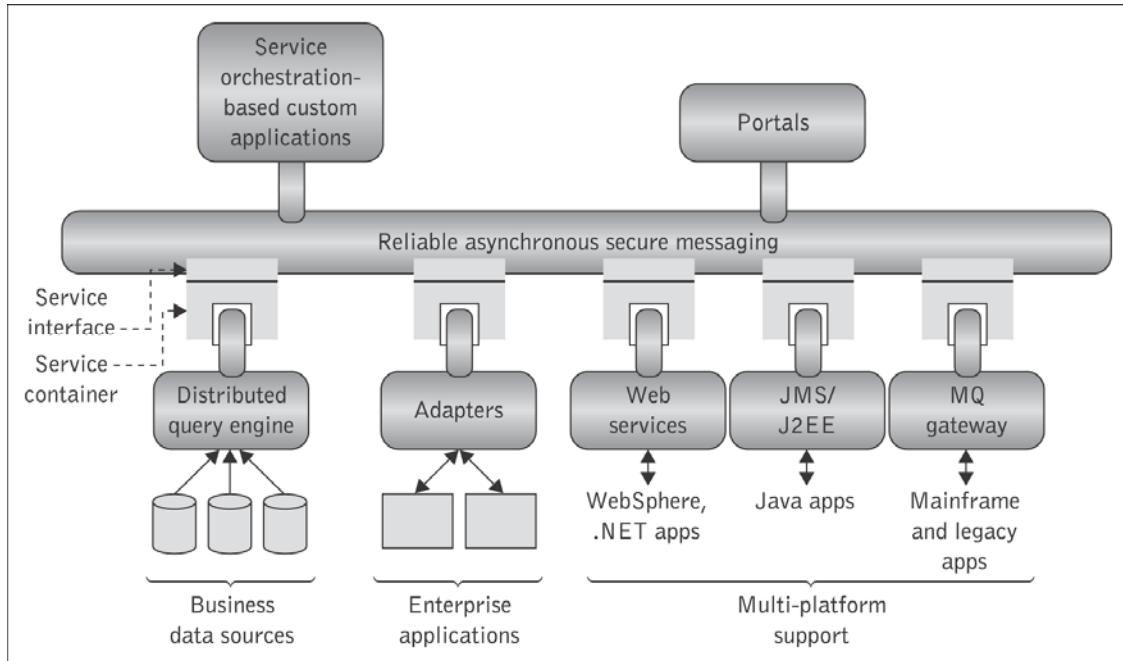 Service
orchestration-
based custom
applications
Portals
Reliable asynchronous secure messaging
Service
interface
Service
container
Distributed
query engine
Adapters
Web
services
JMS/
J2EE
MQ
gateway
WebSphere,
.NET apps
Java apps
Mainframe
and legacy
apps
Business
data sources
Enterprise
applications
Multi-platform
support